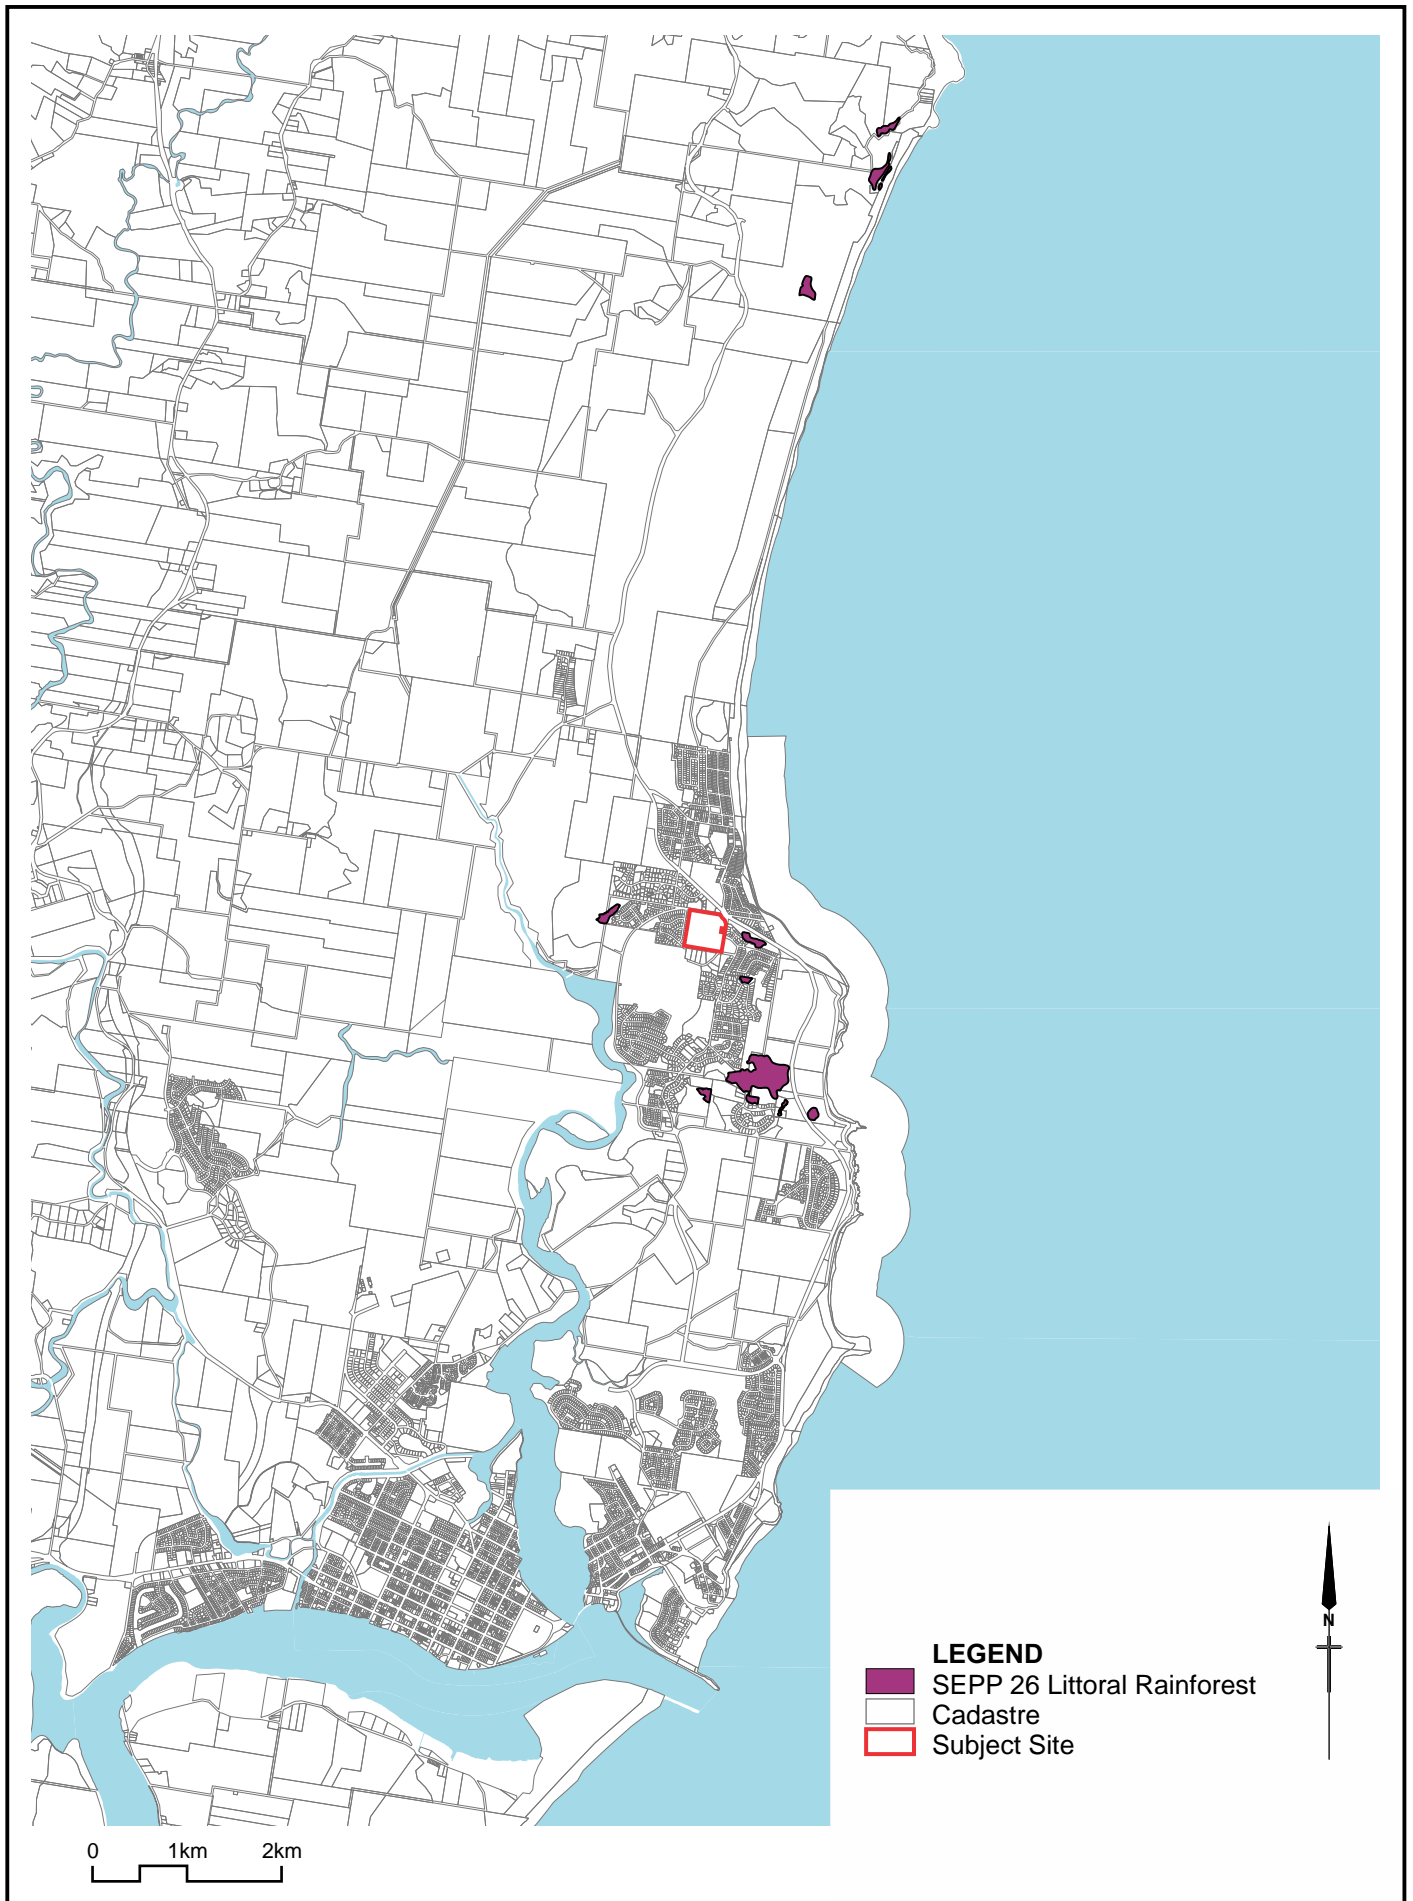 LEGEND
SEPP 26 Littoral Rainforest
Cadastre
Subject Site
N
0 1km 2km